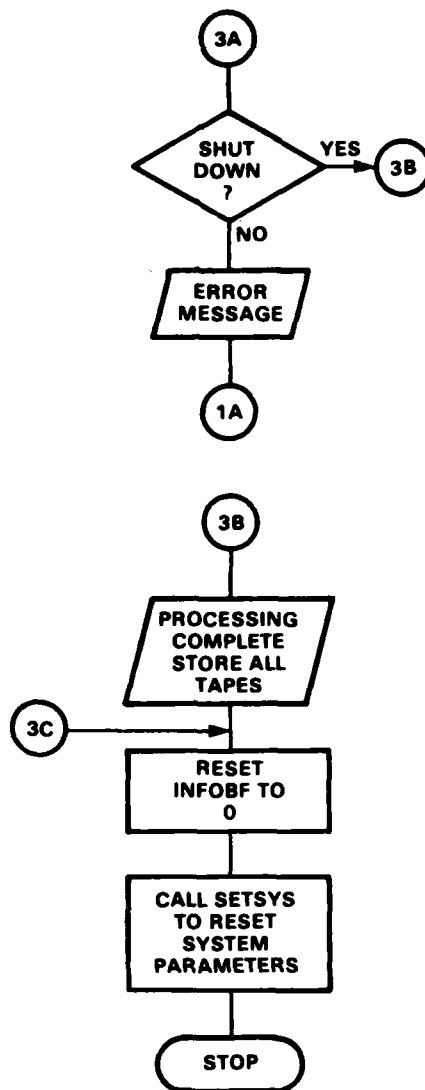 3A
SHUT
DOWN
?
YES
3B
NO
ERROR
MESSAGE
1A
3B
PROCESSING
COMPLETE
STORE ALL
TAPES
3C
RESET
INFOBF TO
0
CALL SETSYS
TO RESET
SYSTEM
PARAMETERS
STOP